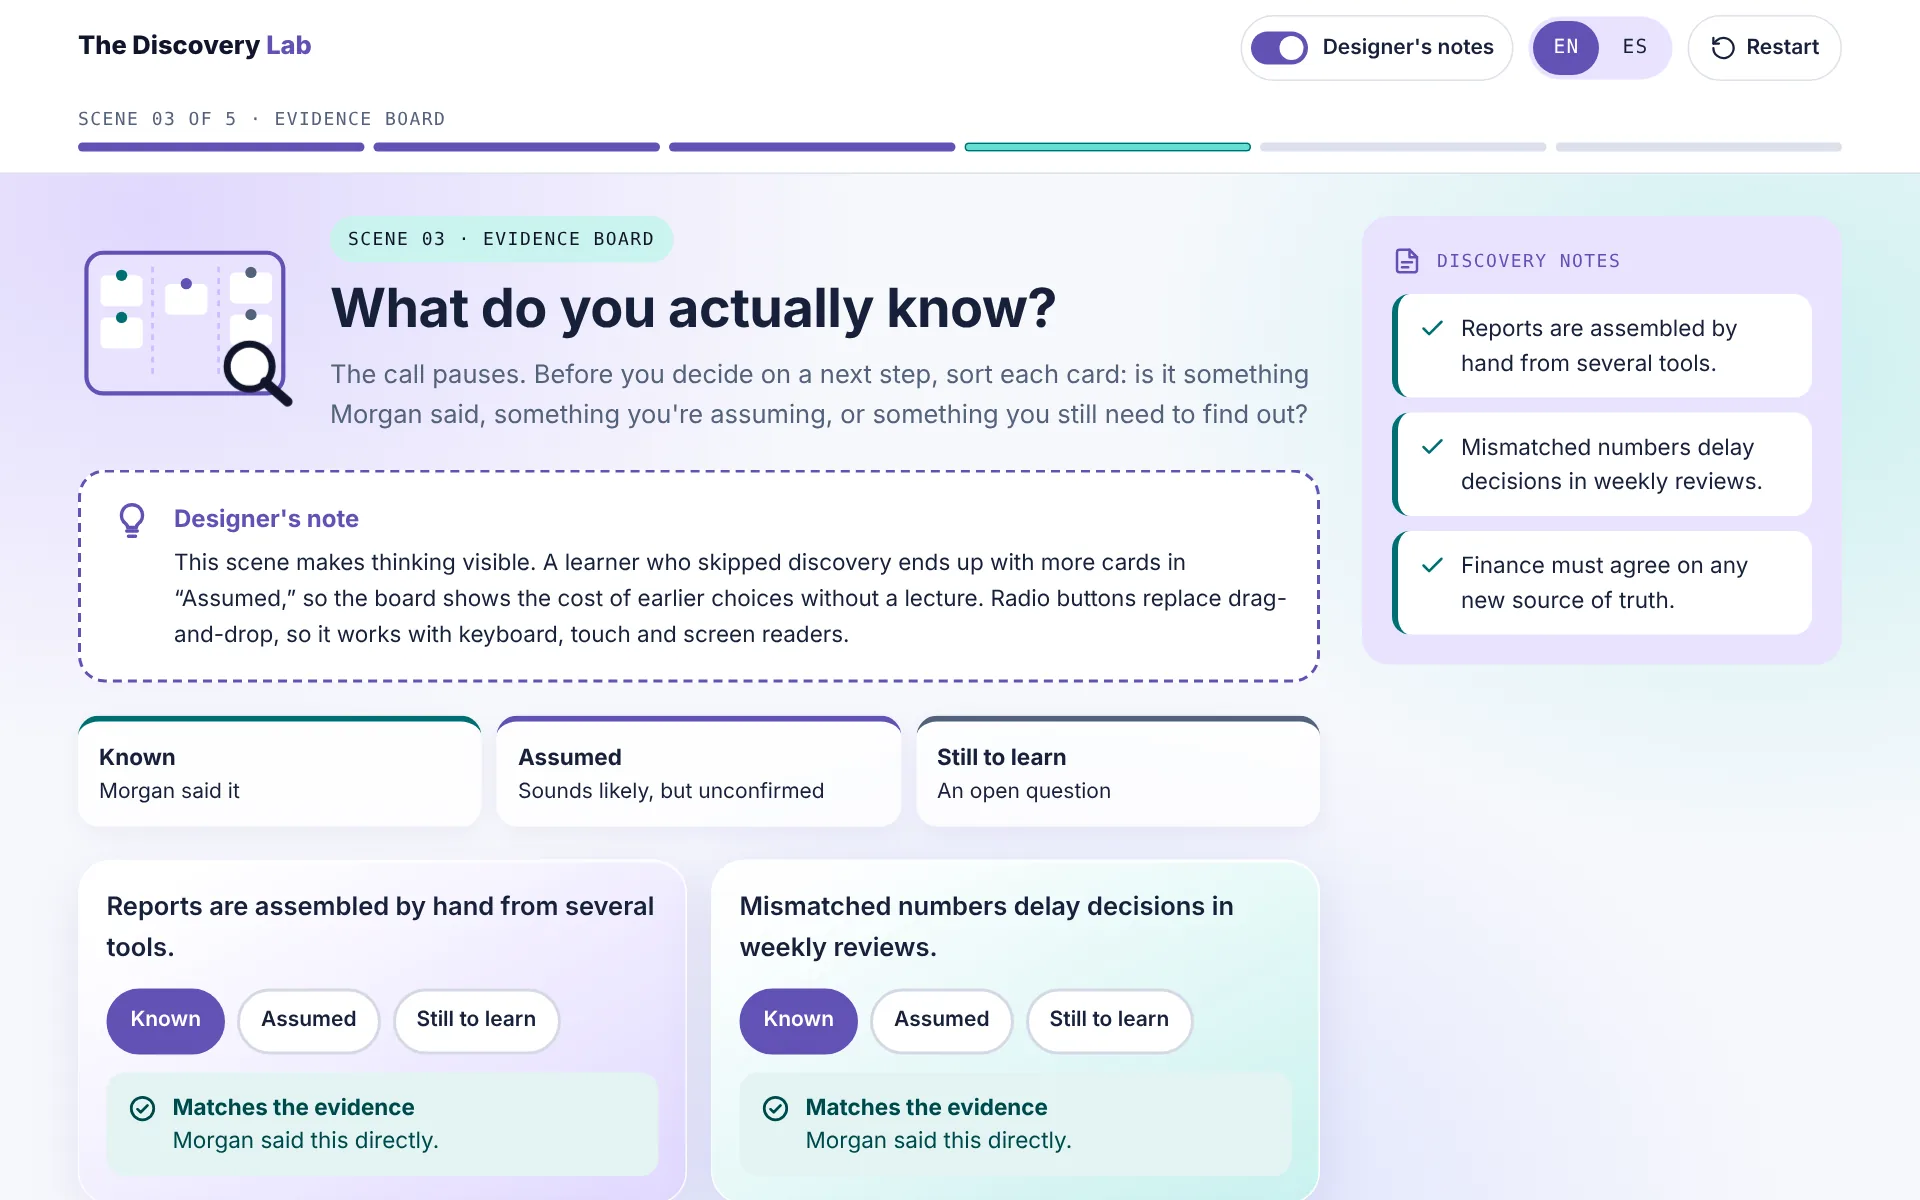 The Discovery Lab
Designer's notes
EN
ES
Restart
SCENE 03 OF 5 · EVIDENCE BOARD
SCENE 03 · EVIDENCE BOARD
What do you actually know?
The call pauses. Before you decide on a next step, sort each card: is it something
Morgan said, something you're assuming, or something you still need to find out?
Designer's note
This scene makes thinking visible. A learner who skipped discovery ends up with more cards in
“Assumed,” so the board shows the cost of earlier choices without a lecture. Radio buttons replace drag-
and-drop, so it works with keyboard, touch and screen readers.
Known
Morgan said it
Assumed
Sounds likely, but unconfirmed
Still to learn
An open question
Reports are assembled by hand from several
tools.
Known
Assumed
Still to learn
Matches the evidence
Morgan said this directly.
Mismatched numbers delay decisions in
weekly reviews.
Known
Assumed
Still to learn
Matches the evidence
Morgan said this directly.
DISCOVERY NOTES
Reports are assembled by
hand from several tools.
Mismatched numbers delay
decisions in weekly reviews.
Finance must agree on any
new source of truth.